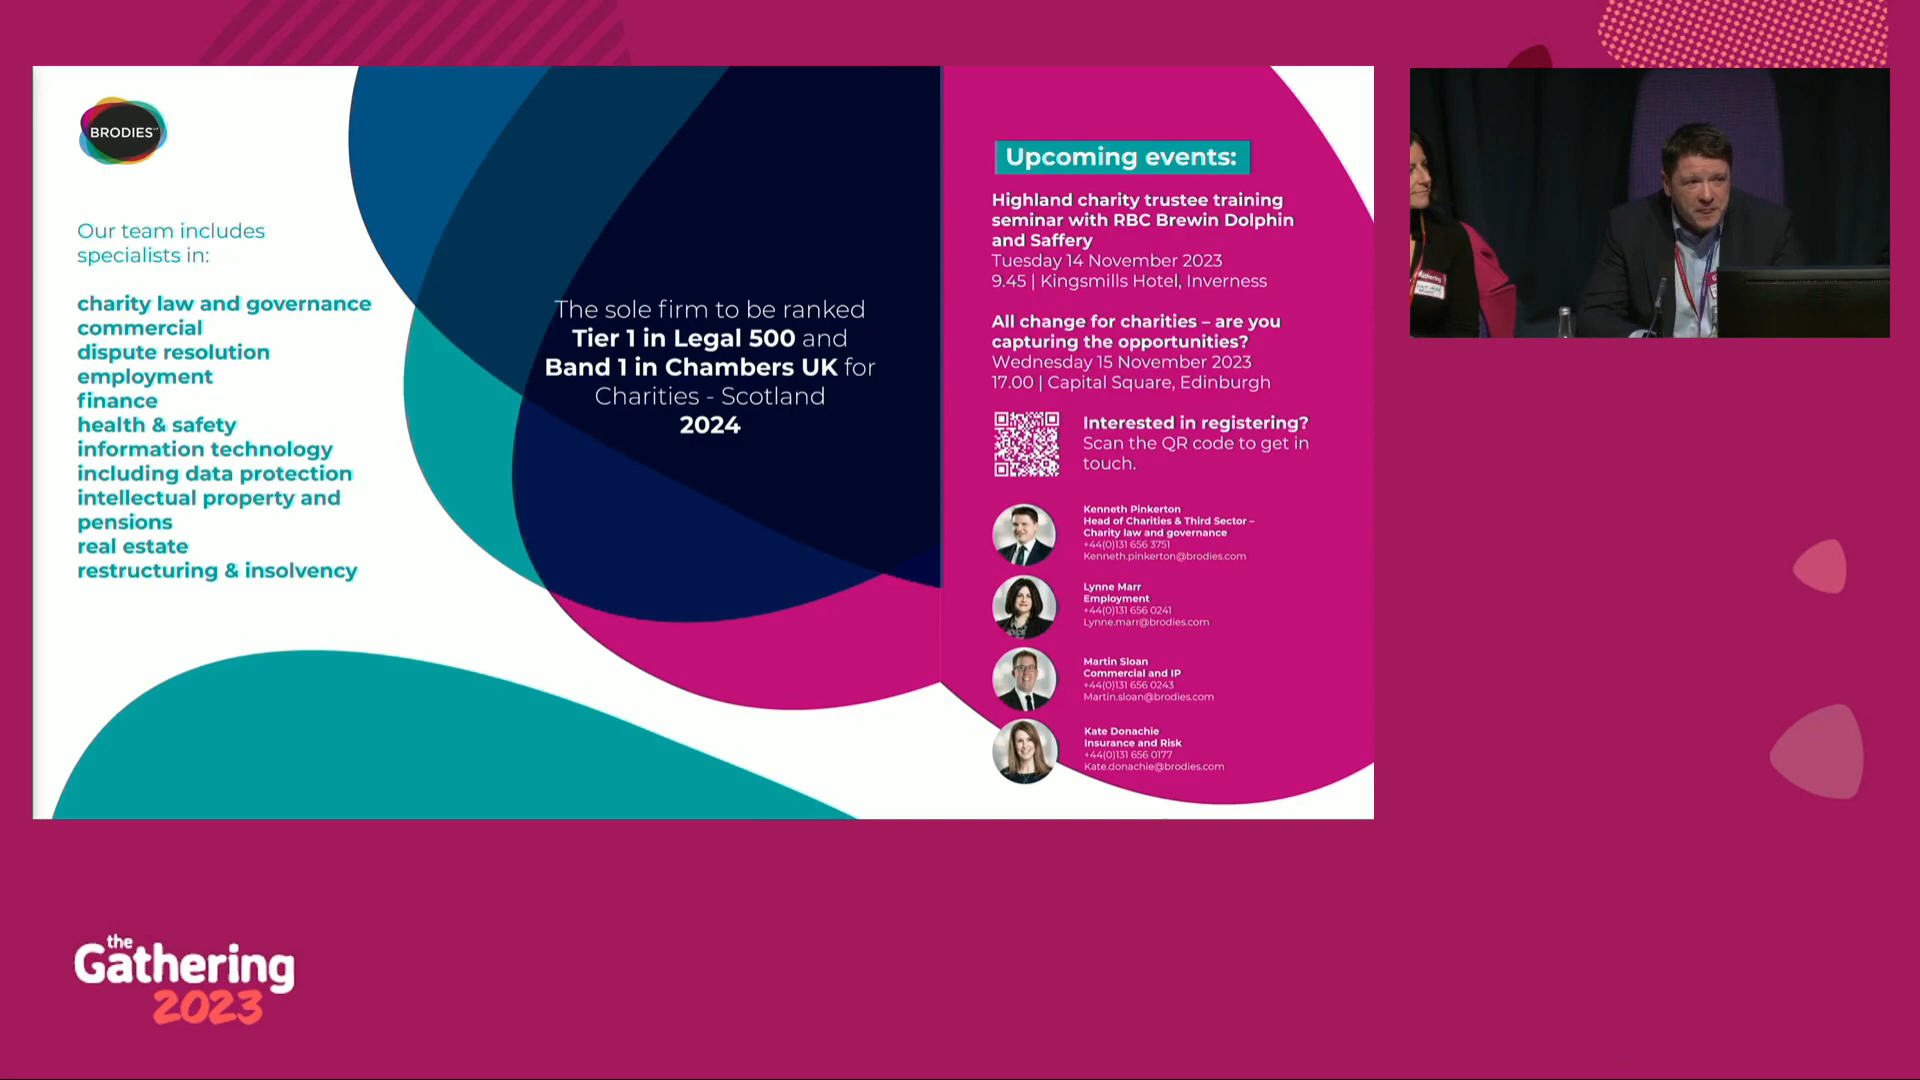 BRODIES LLP
Our team includes
specialists in:
charity law and governance
commercial
dispute resolution
employment
finance
health & safety
information technology
including data protection
intellectual property and
pensions
real estate
restructuring & insolvency
The sole firm to be ranked
Tier 1 in Legal 500 and
Band 1 in Chambers UK for
Charities - Scotland
2024
Upcoming events:
Highland charity trustee training
seminar with RBC Brewin Dolphin
and Saffery
Tuesday 14 November 2023
9.45 | Kingsmills Hotel, Inverness
All change for charities – are you
capturing the opportunities?
Wednesday 15 November 2023
17.00 | Capital Square, Edinburgh
Interested in registering?
Scan the QR code to get in
touch.
Kenneth Pinkerton
Head of Charities & Third Sector –
Charity law and governance
+44(0)131 656 3751
Kenneth.pinkerton@brodies.com
Lynne Marr
Employment
+44(0)131 656 0241
Lynne.marr@brodies.com
Martin Sloan
Commercial and IP
+44(0)131 656 0243
Martin.sloan@brodies.com
Kate Donachie
Insurance and Risk
+44(0)131 656 0177
Kate.donachie@brodies.com
the
Gathering
2023